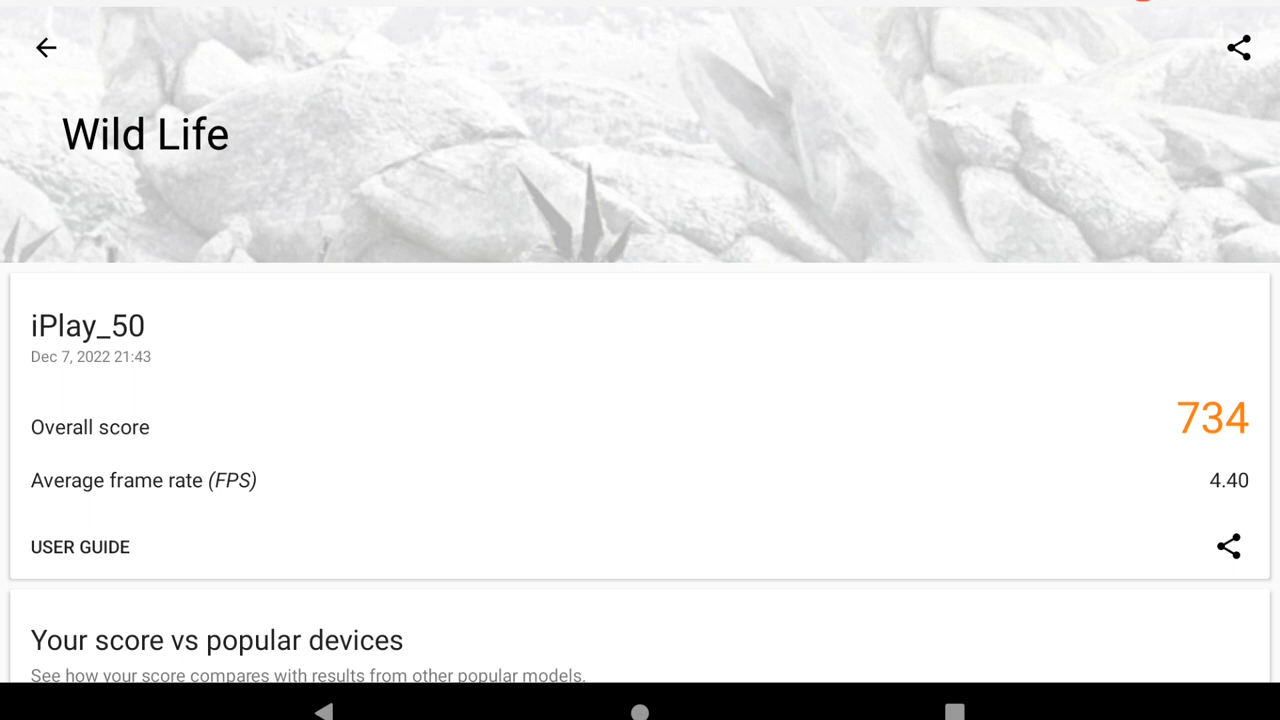 Wild Life
iPlay_50
Dec 7, 2022 21:43
Overall score
734
Average frame rate (FPS)
4.40
USER GUIDE
Your score vs popular devices
See how your score compares with results from other popular models.